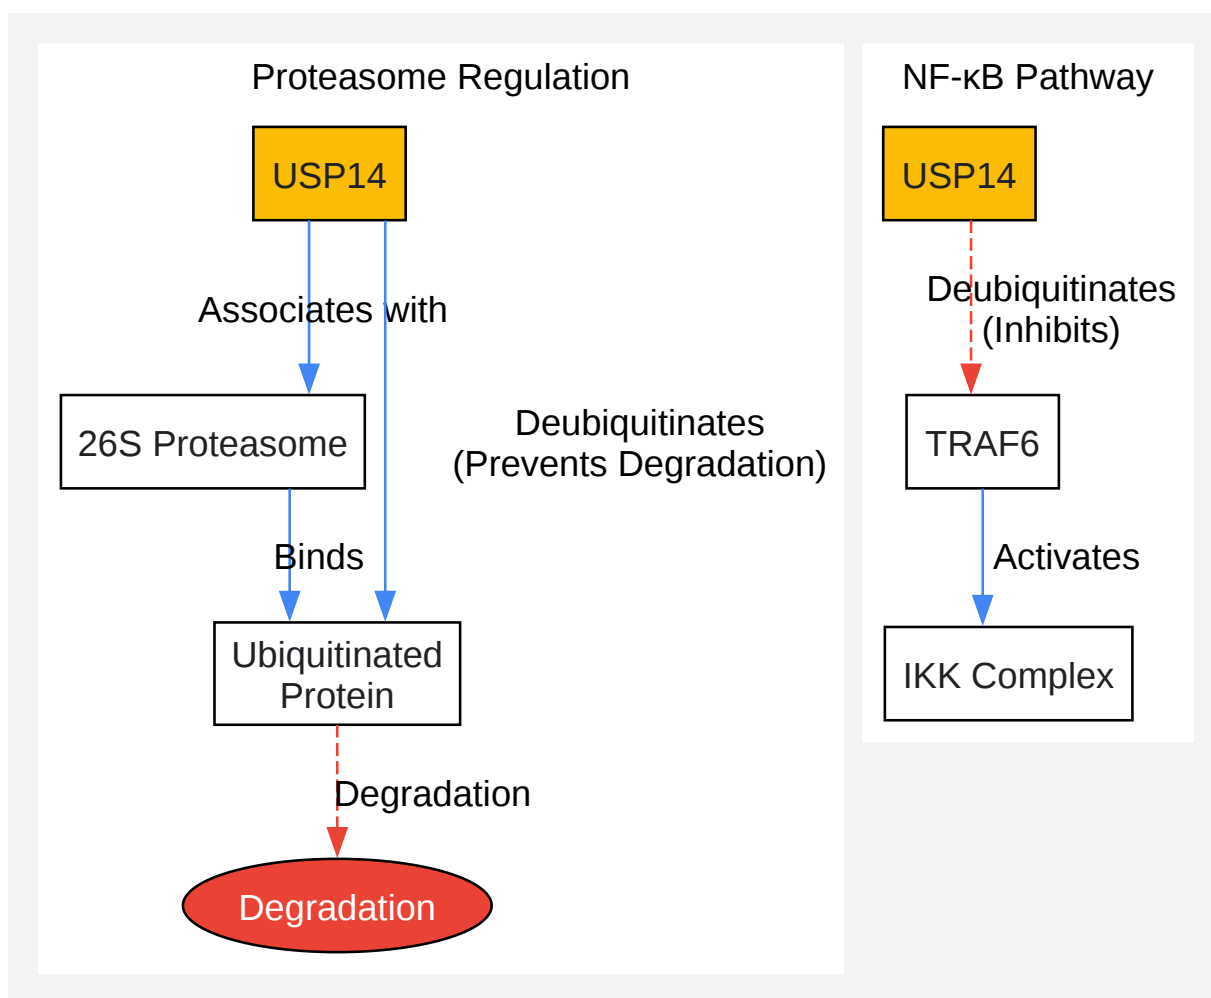 Proteasome Regulation
USP14
Associates with
26S Proteasome
Deubiquitinates
(Prevents Degradation)
Binds
Ubiquitinated
Protein
Degradation
Degradation
NF-κB Pathway
USP14
Deubiquitinates
(Inhibits)
TRAF6
Activates
IKK Complex